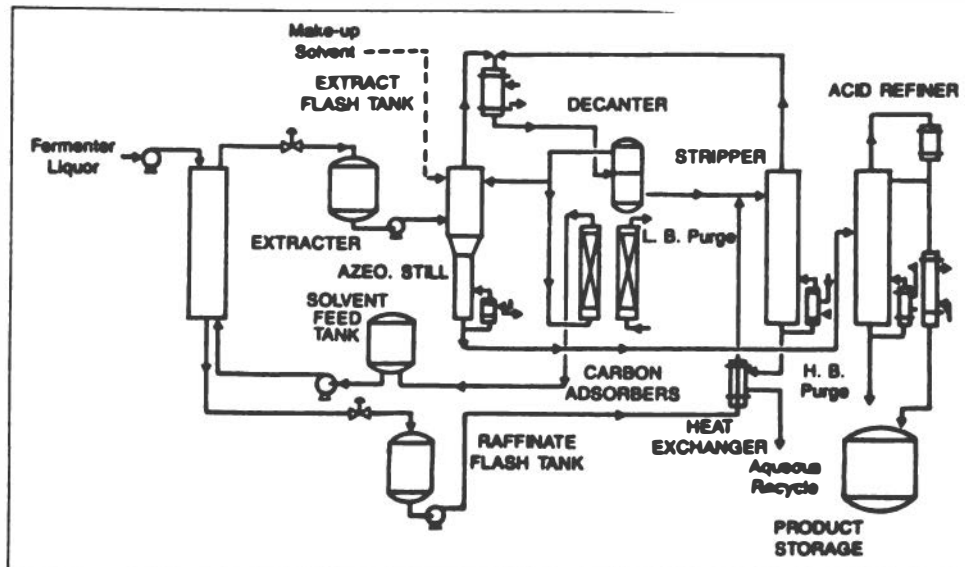 Make-up
Solvent
EXTRACT
FLASH TANK
DECANTER
ACID REFINER
Fermenter
Liquor
STRIPPER
EXTRACTER
L. B. Purge
AZEO. STILL
SOLVENT
FEED
TANK
CARBON
ADSORBERS
H. B.
Purge
RAFFINATE
FLASH TANK
HEAT
EXCHANGER
Aqueous
Recycle
PRODUCT
STORAGE